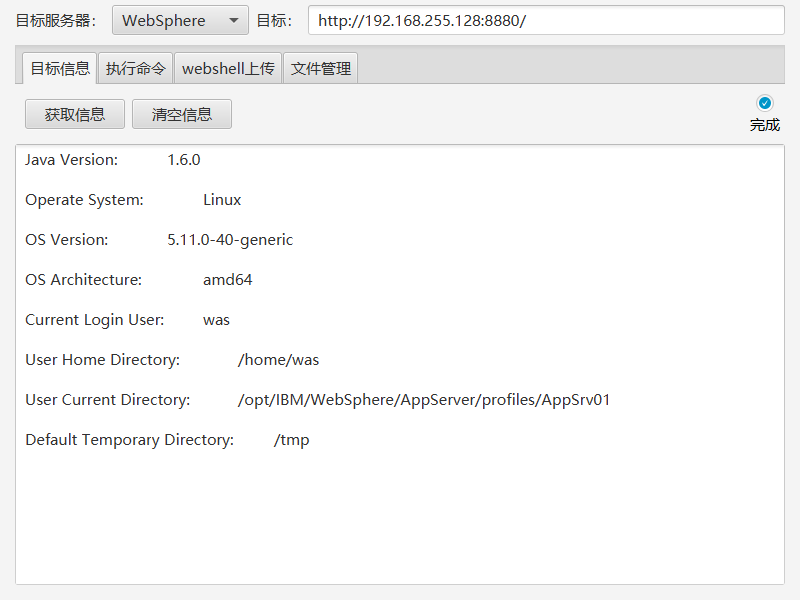 目标服务器： WebSphere 目标： http://192.168.255.128:8880/
目标信息 执行命令 webshell上传 文件管理
获取信息 清空信息
完成
Java Version: 1.6.0
Operate System: Linux
OS Version: 5.11.0-40-generic
OS Architecture: amd64
Current Login User: was
User Home Directory: /home/was
User Current Directory: /opt/IBM/WebSphere/AppServer/profiles/AppSrv01
Default Temporary Directory: /tmp